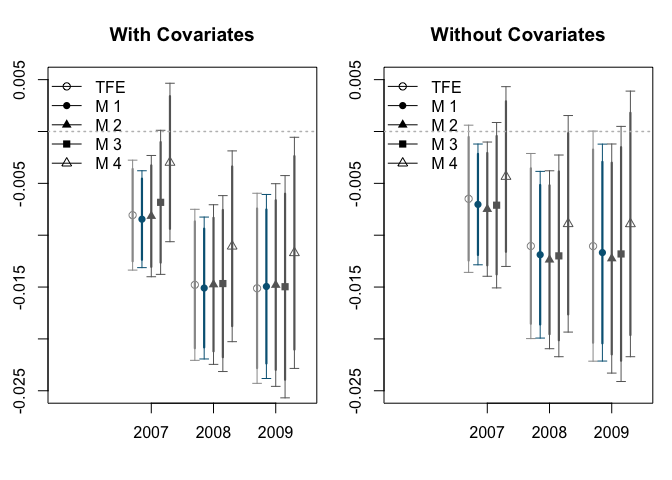 With Covariates
0.005
-0.005
-0.015
-0.025
TFE
M 1
M 2
M 3
M 4
2007 2008 2009
Without Covariates
0.005
-0.005
-0.015
-0.025
TFE
M 1
M 2
M 3
M 4
2007 2008 2009